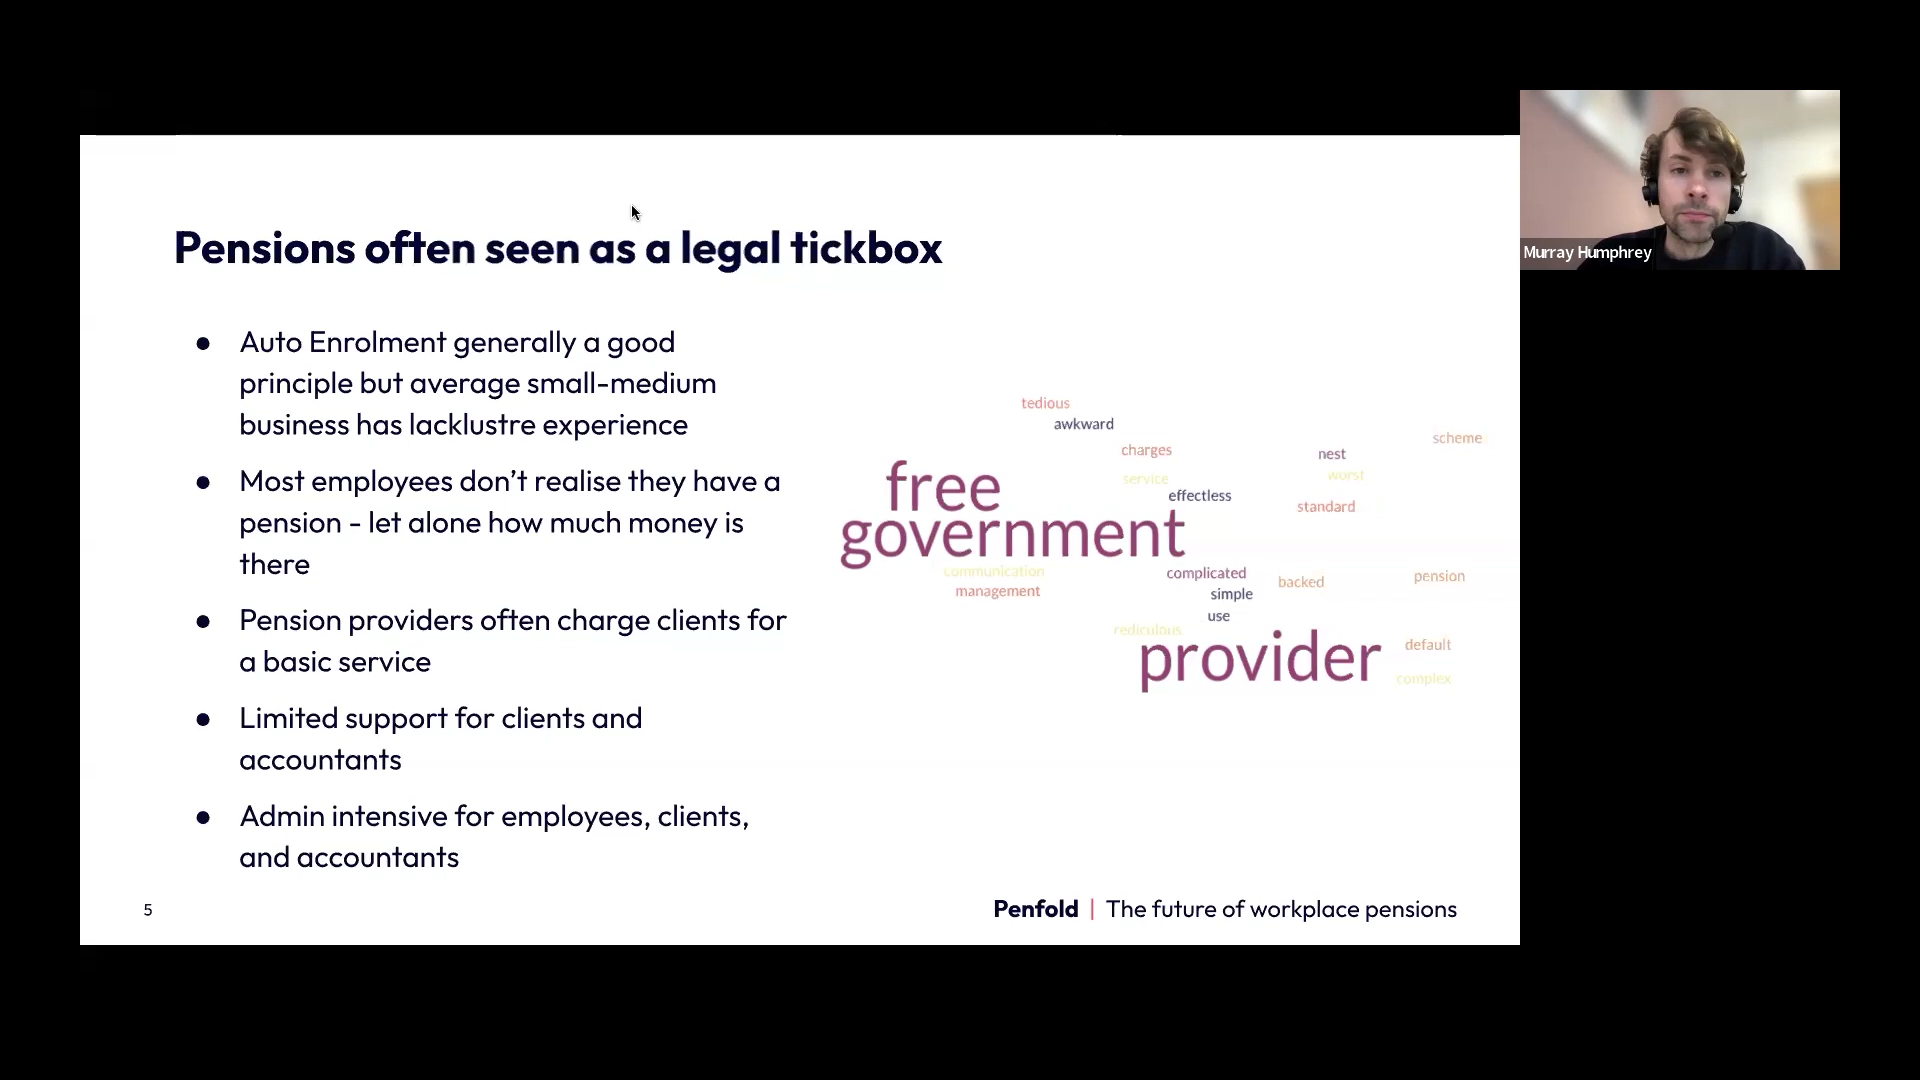 Pensions often seen as a legal tickbox
● Auto Enrolment generally a good
principle but average small-medium
business has lacklustre experience
● Most employees don’t realise they have a
pension - let alone how much money is
there
● Pension providers often charge clients for
a basic service
● Limited support for clients and
accountants
● Admin intensive for employees, clients,
and accountants
tedious
awkward
charges
service
effectless
free
government
communication
management
nest
worst
standard
scheme
complicated
simple
use
backed
pension
rediculous
provider
default
complex
5
Penfold | The future of workplace pensions
Murray Humphrey